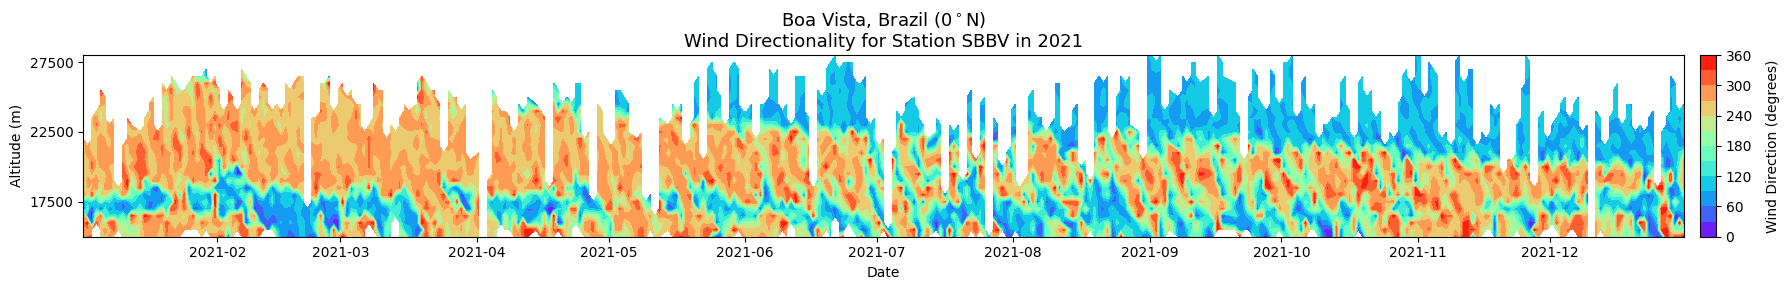 Boa Vista, Brazil (0°N)
Wind Directionality for Station SBBV in 2021
27500
22500
17500
Altitude (m)
2021-02 2021-03 2021-04 2021-05 2021-06 2021-07 2021-08 2021-09 2021-10 2021-11 2021-12
Date
360
300
240
180
120
60
0
Wind Direction (degrees)